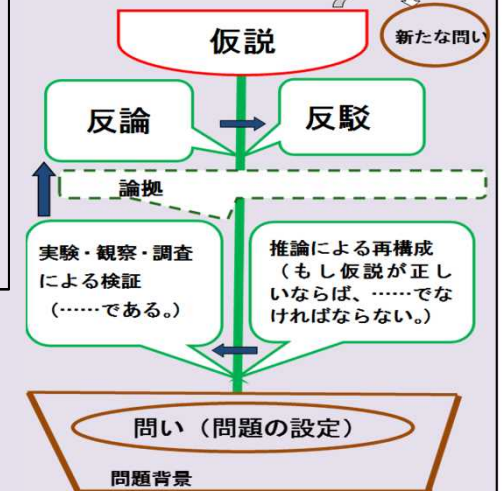 仮説
新たな問い
反論
反駁
論拠
実験・観察・調査
による検証
(……である。)
推論による再構成
(もし仮説が正し
いならば、……でな
ければならない。)
問い(問題の設定)
問題背景